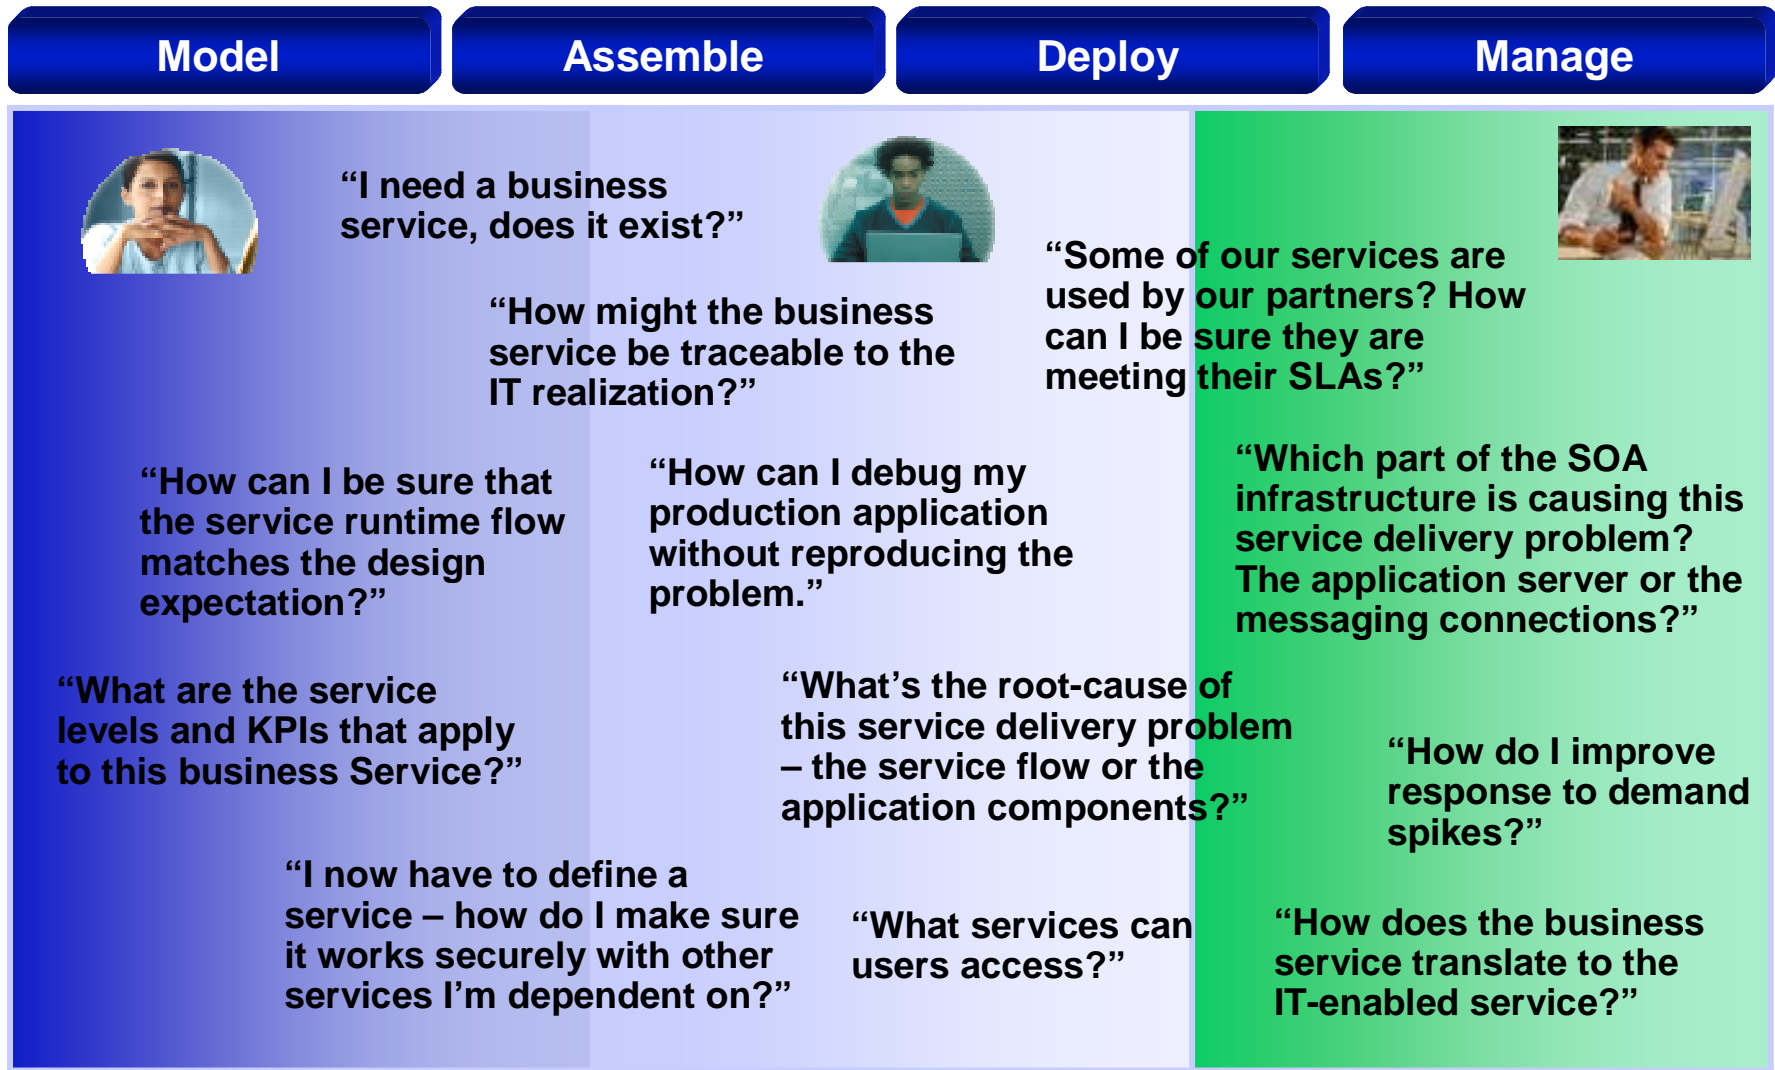 Model
Assemble
Deploy
Manage
“I need a business
service, does it exist?”
“Some of our services are
used by our partners? How
can I be sure they are
meeting their SLAs?”
“How might the business
service be traceable to the
IT realization?”
“How can I be sure that
the service runtime flow
matches the design
expectation?”
“How can I debug my
production application
without reproducing the
problem.”
“Which part of the SOA
infrastructure is causing this
service delivery problem?
The application server or the
messaging connections?”
“What are the service
levels and KPIs that apply
to this business Service?”
“What’s the root-cause of
this service delivery problem
– the service flow or the
application components?”
“How do I improve
response to demand
spikes?”
“I now have to define a
service – how do I make sure
it works securely with other
services I’m dependent on?”
“What services can
users access?”
“How does the business
service translate to the
IT-enabled service?”